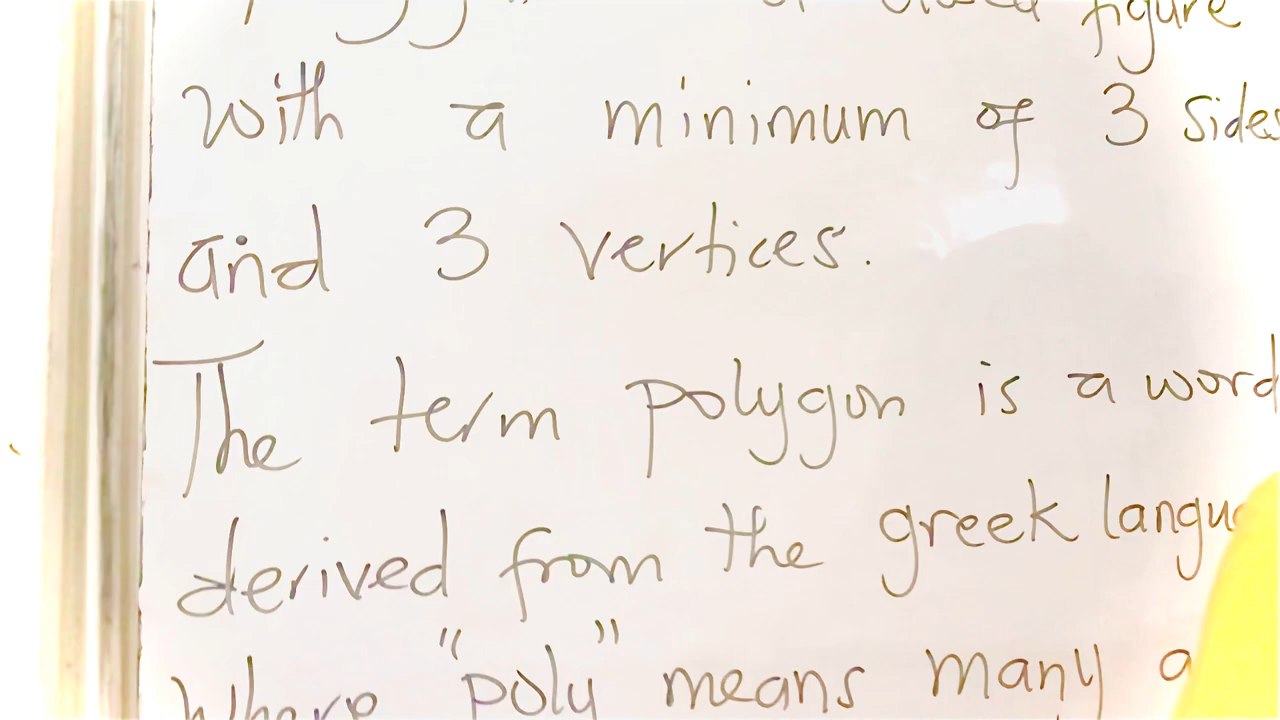 figure
with a minimum of 3 sides
and 3 vertices.
The term polygon is a word
derived from the greek
where "poly" means many